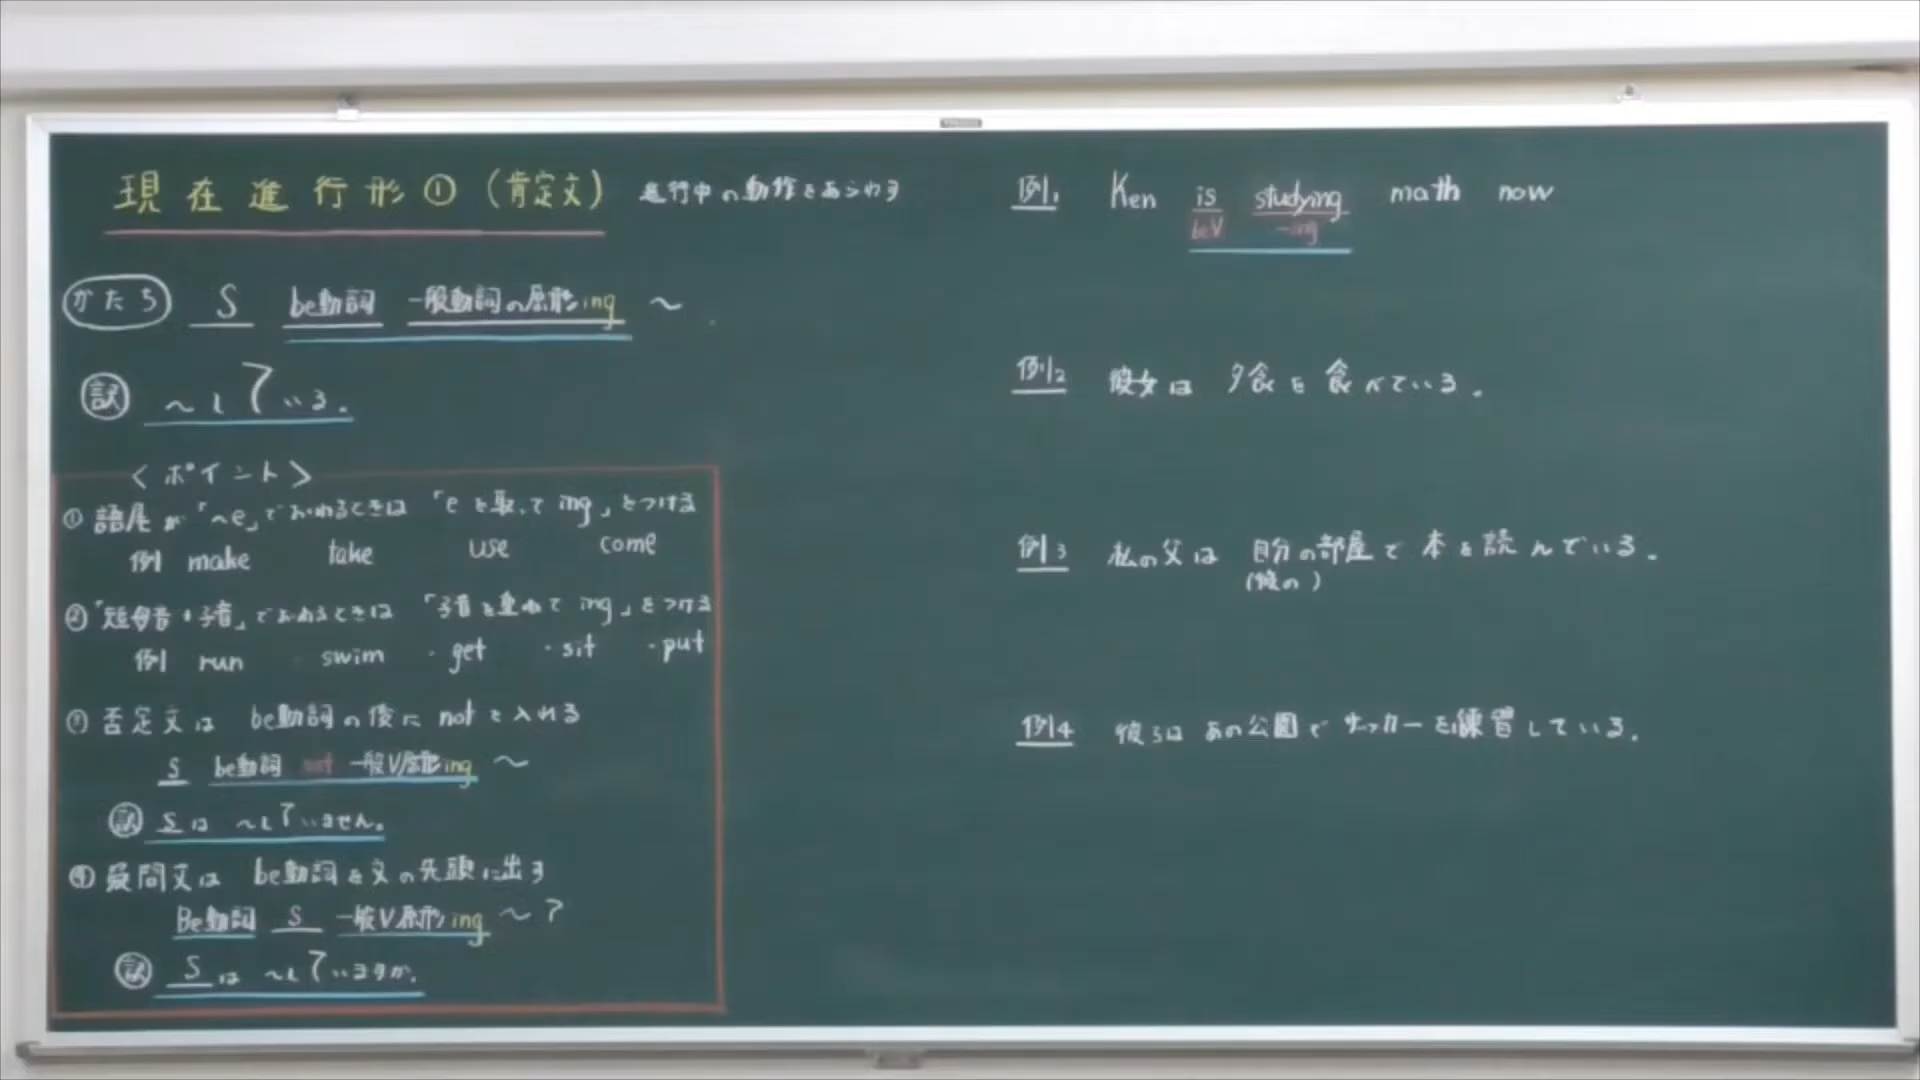 現在進行形①(肯定文) 進行中の動作をあらわす
かたち S be動詞 一般動詞の原形ing ～
訳 ～している。
＜ポイント＞
① 語尾が「～e」でおわるときは 「eを取って ing」をつける
例 make take use come
② 「短母音+子音」でおわるときは 「子音を重ねて ing」をつける
例 run ・swim ・get ・sit ・put
③ 否定文は be動詞の後に not を入れる
S be動詞 not 一般V原形ing ～
訳 Sは ～していません。
④ 疑問文は be動詞を文の先頭に出す
Be動詞 S 一般V原形ing ～?
訳 Sは ～していますか。
例1 Ken is studying math now
beV -ing
例2 彼女は 夕食を 食べている。
例3 私の父は 自分の部屋で 本を読んでいる。
(彼の)
例4 彼らは あの公園で サッカーを練習している。